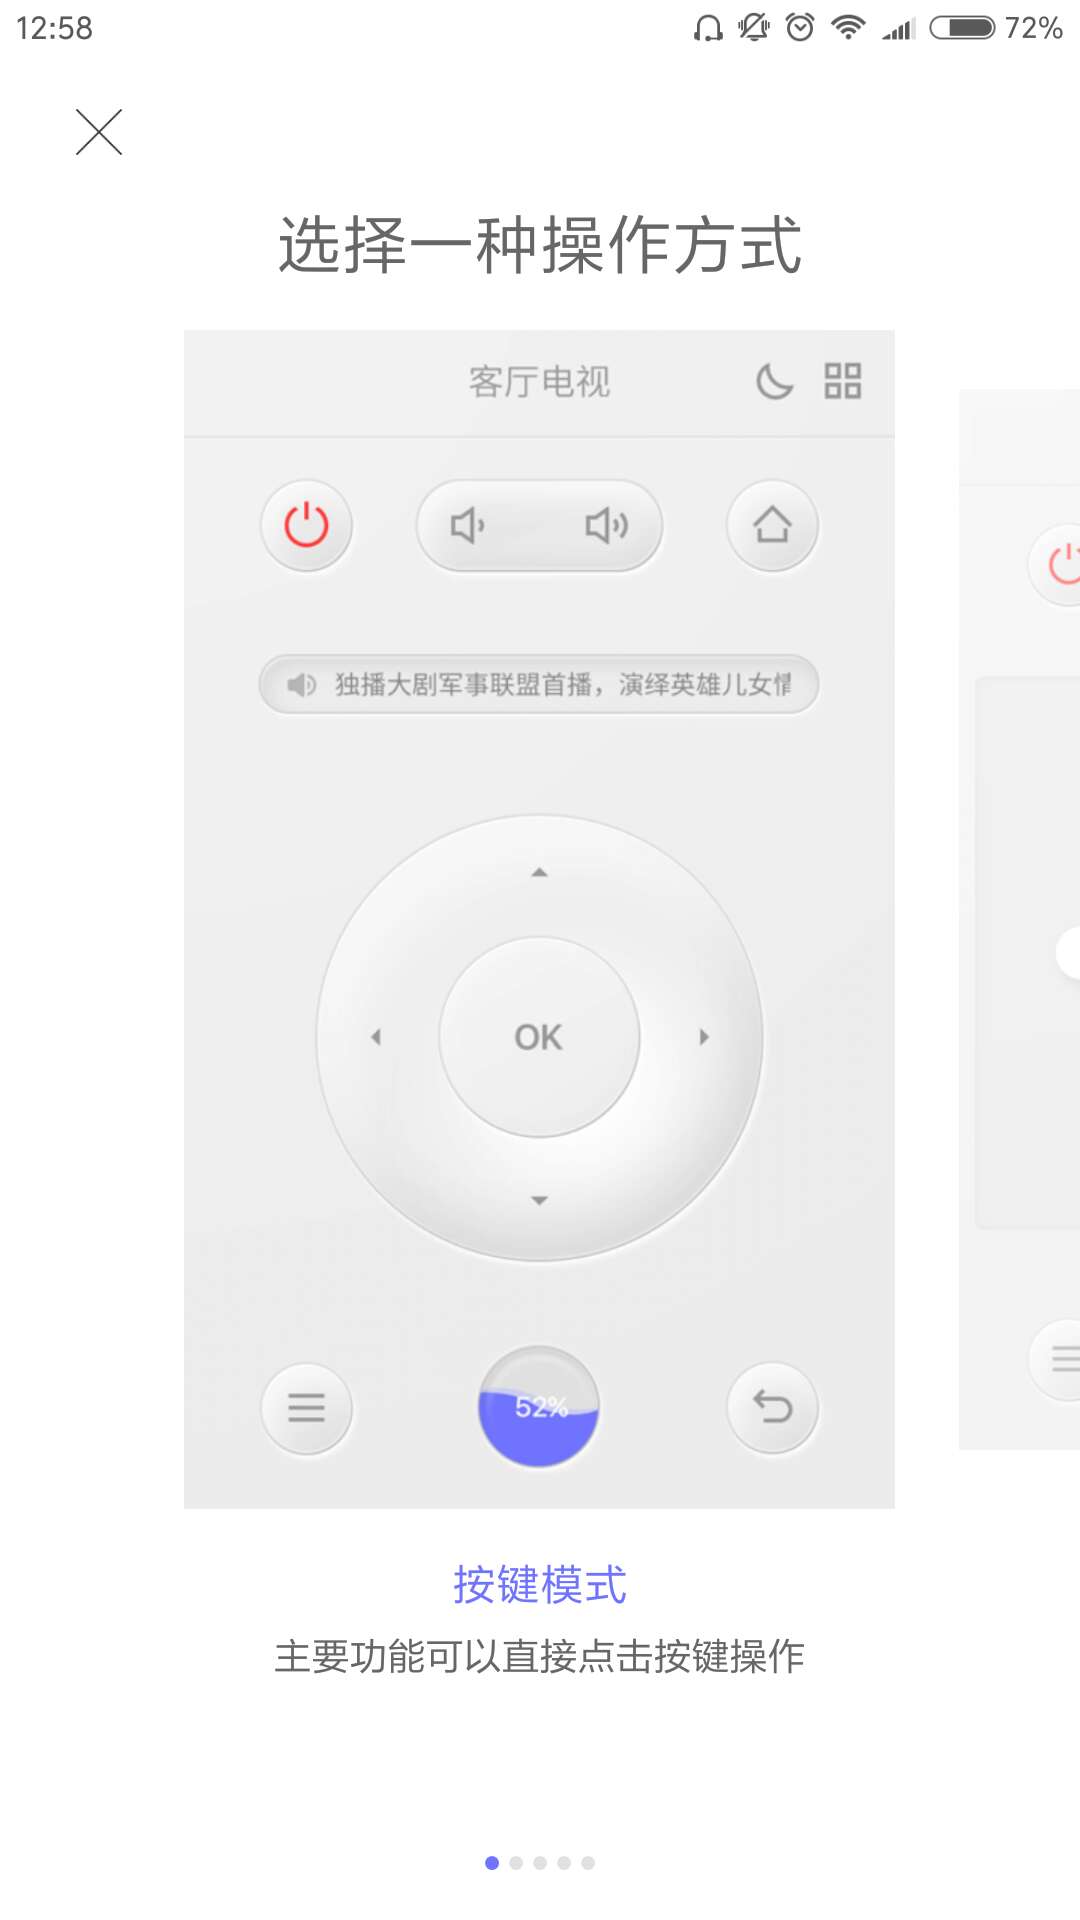 12:58
72%
选择一种操作方式
客厅电视
独播大剧军事联盟首播，演绎英雄儿女情
OK
52%
按键模式
主要功能可以直接点击按键操作